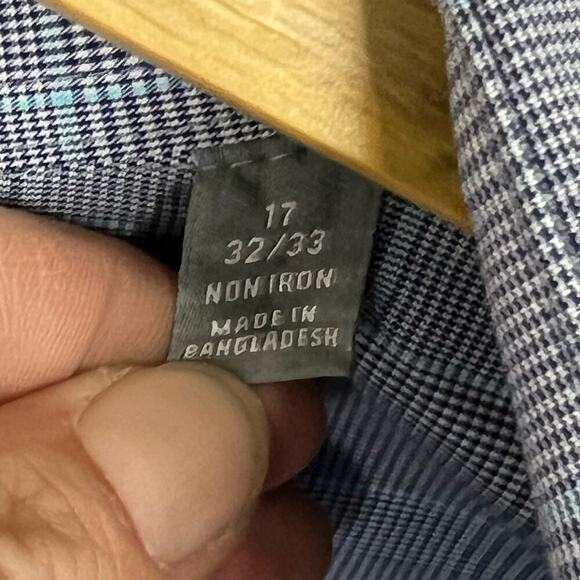 17
32/33
NON IRON
MADE IN
BANGLADESH